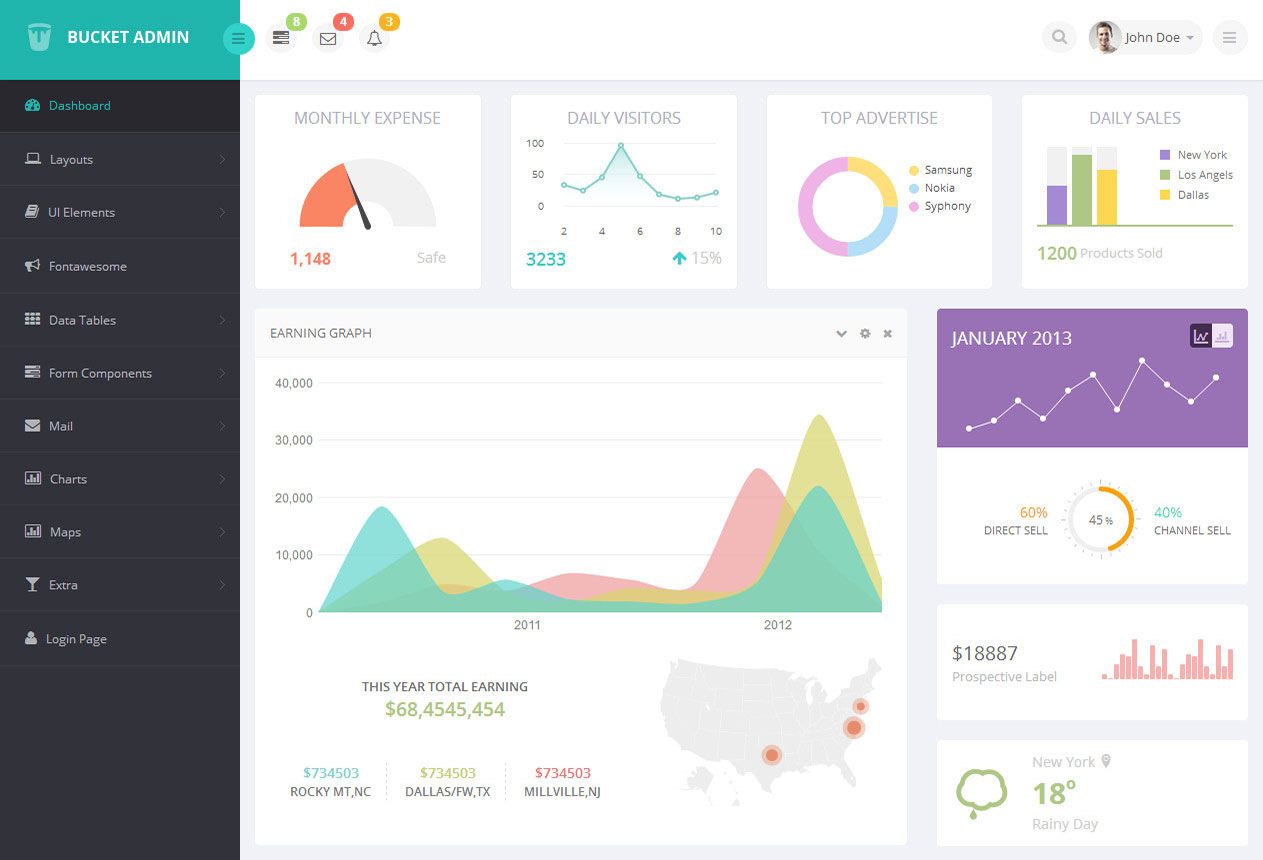 BUCKET ADMIN
8
4
3
John Doe
Dashboard
Layouts
UI Elements
Fontawesome
Data Tables
Form Components
Mail
Charts
Maps
Extra
Login Page
MONTHLY EXPENSE
1,148
Safe
DAILY VISITORS
100
50
0
2 4 6 8 10
3233
15%
TOP ADVERTISE
Samsung
Nokia
Syphony
DAILY SALES
New York
Los Angels
Dallas
1200 Products Sold
EARNING GRAPH
40,000
30,000
20,000
10,000
0
2011 2012
THIS YEAR TOTAL EARNING
$68,4545,454
$734503 $734503 $734503
ROCKY MT,NC DALLAS/FW,TX MILLVILLE,NJ
JANUARY 2013
60%
DIRECT SELL
45 %
40%
CHANNEL SELL
$18887
Prospective Label
New York
18°
Rainy Day